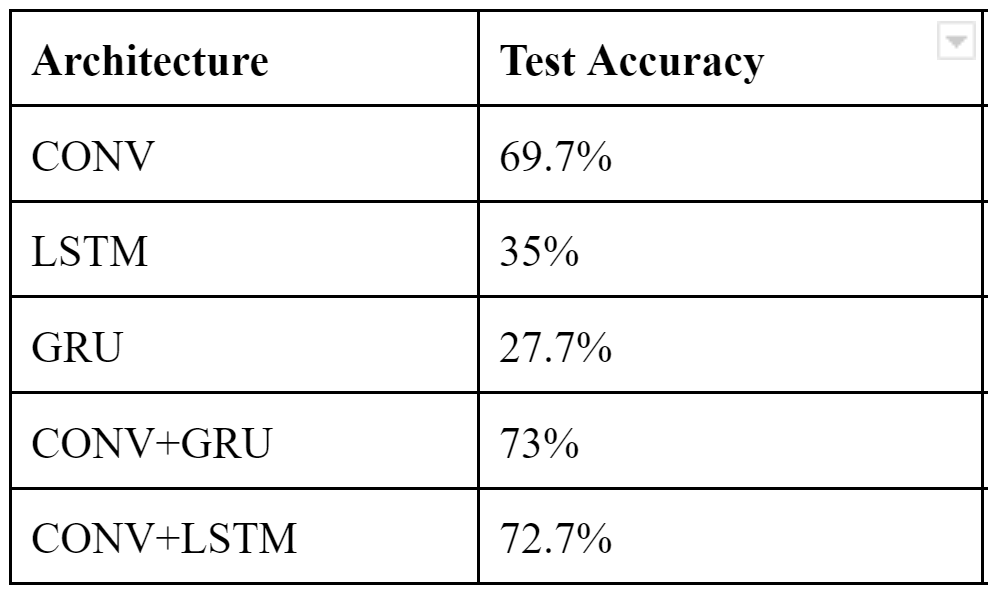 Architecture Test Accuracy
CONV 69.7%
LSTM 35%
GRU 27.7%
CONV+GRU 73%
CONV+LSTM 72.7%